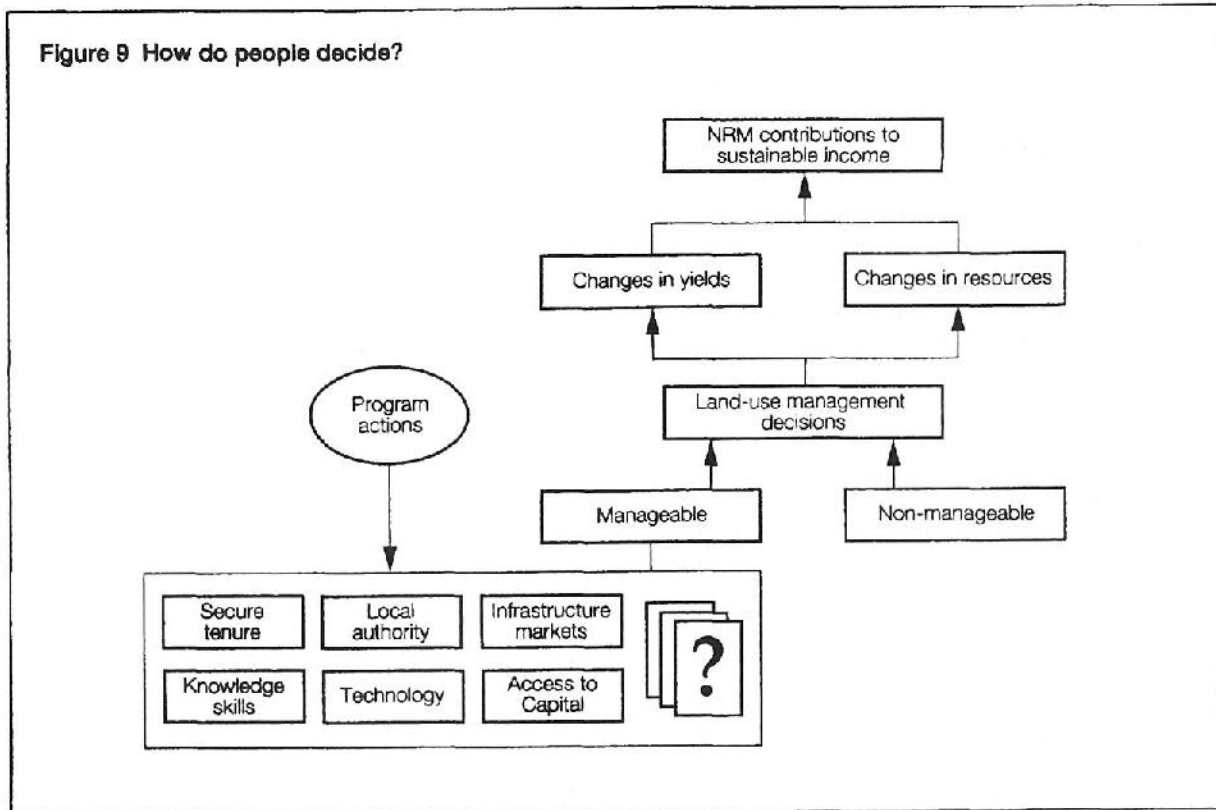 Figure 9 How do people decide?
NRM contributions to
sustainable income
Changes in yields
Changes in resources
Program
actions
Land-use management
decisions
Manageable
Non-manageable
Secure
tenure
Local
authority
Infrastructure
markets
?
Knowledge
skills
Technology
Access to
Capital